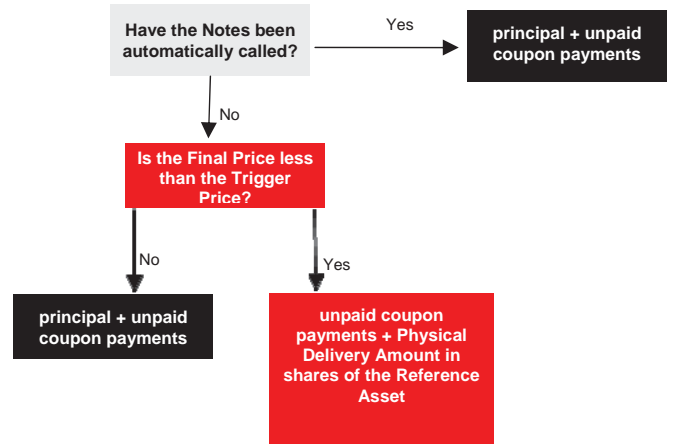 Have the Notes been
automatically called?
Yes
principal + unpaid
coupon payments
No
Is the Final Price less
than the Trigger
Price?
No
Yes
principal + unpaid
coupon payments
unpaid coupon
payments + Physical
Delivery Amount in
shares of the Reference
Asset